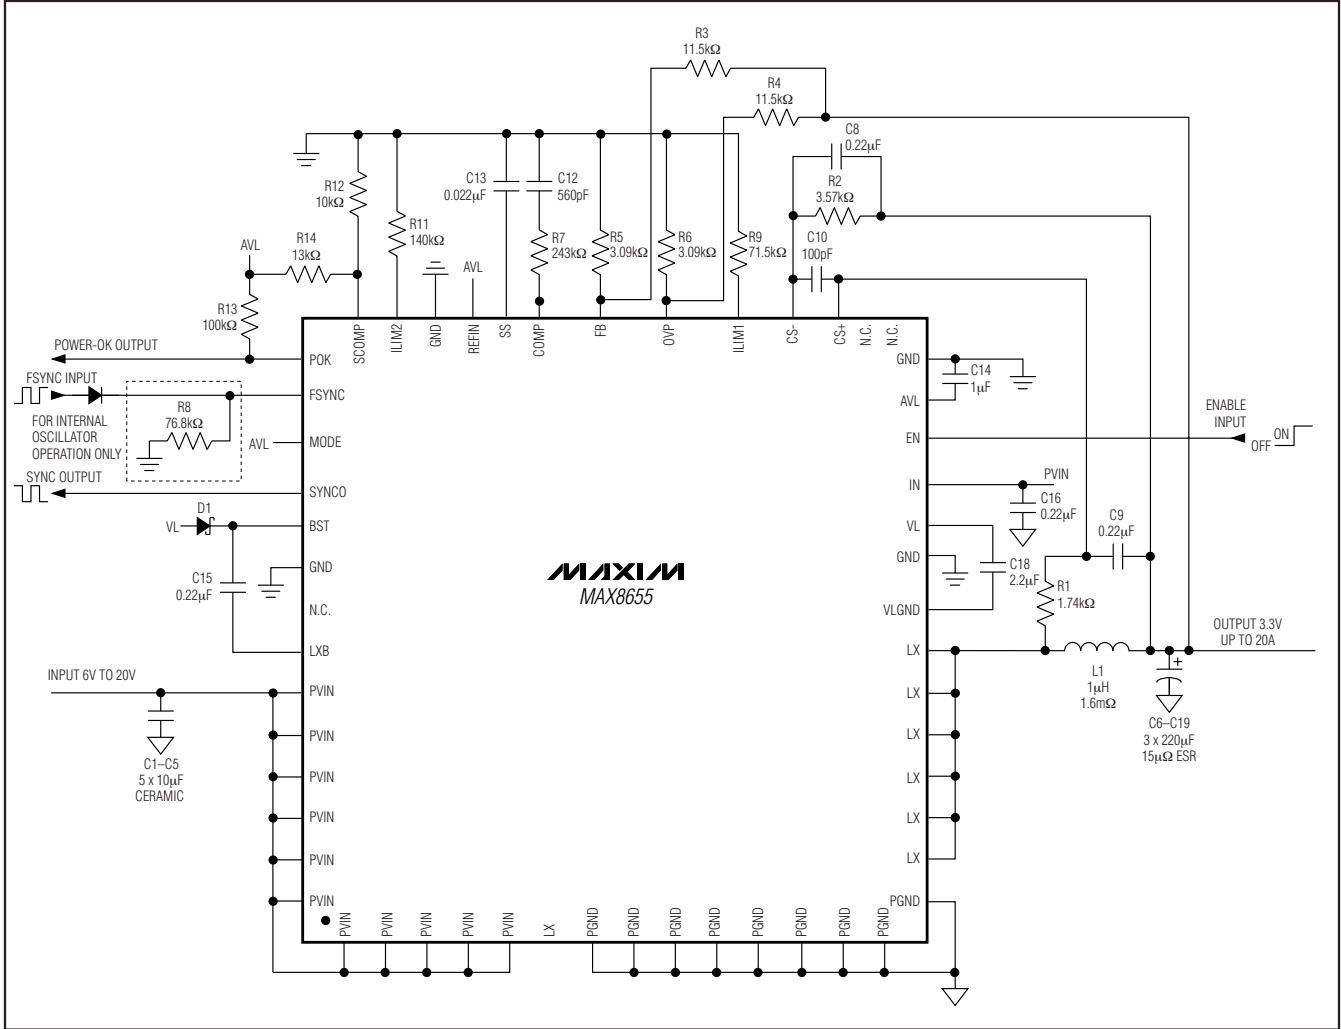 R3
11.5kΩ
R4
11.5kΩ
C8
0.22µF
R2
3.57kΩ
C10
100pF
R12
10kΩ
R11
140kΩ
C13
0.022µF
C12
560pF
R7
243kΩ
R5
3.09kΩ
R6
3.09kΩ
R9
71.5kΩ
AVL
R14
13kΩ
AVL
R13
100kΩ
POWER-OK OUTPUT
FSYNC INPUT
R8
76.8kΩ
FOR INTERNAL
OSCILLATOR
OPERATION ONLY
AVL
SYNC OUTPUT
VL
D1
C15
0.22µF
INPUT 6V TO 20V
C1–C5
5 x 10µF
CERAMIC
SCOMP
ILIM2
GND
REFIN
SS
COMP
FB
OVP
ILIM1
CS-
CS+
N.C.
N.C.
POK
FSYNC
MODE
SYNCO
BST
GND
N.C.
LXB
PVIN
PVIN
PVIN
PVIN
PVIN
PVIN
MAXIM
MAX8655
GND
AVL
EN
IN
VL
GND
VLGND
LX
LX
LX
LX
LX
LX
PGND
PVIN
PVIN
PVIN
PVIN
PVIN
LX
PGND
PGND
PGND
PGND
PGND
PGND
PGND
PGND
C14
1µF
ENABLE
INPUT
ON
OFF
PVIN
C16
0.22µF
C9
0.22µF
C18
2.2µF
R1
1.74kΩ
OUTPUT 3.3V
UP TO 20A
L1
1µH
1.6mΩ
+
C6–C19
3 x 220µF
15µΩ ESR